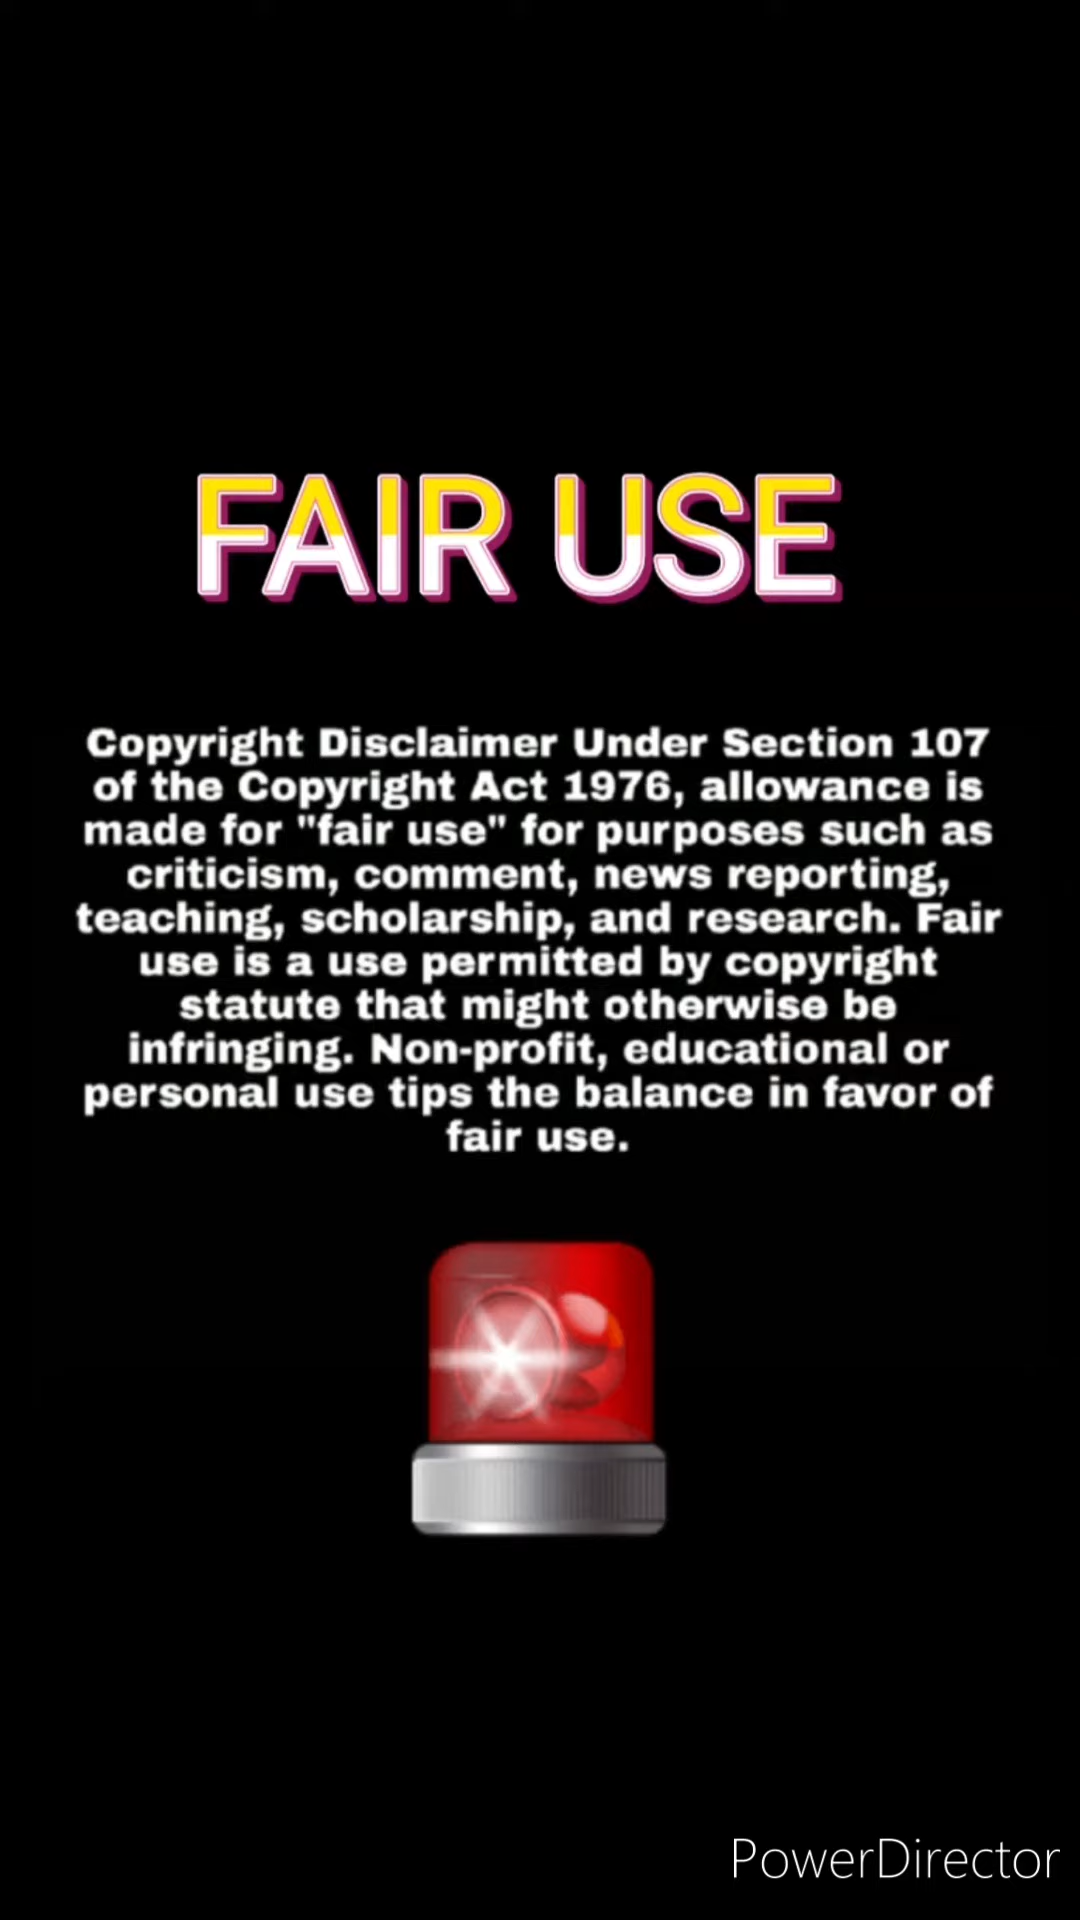 FAIR USE
Copyright Disclaimer Under Section 107
of the Copyright Act 1976, allowance is
made for "fair use" for purposes such as
criticism, comment, news reporting,
teaching, scholarship, and research. Fair
use is a use permitted by copyright
statute that might otherwise be
infringing. Non-profit, educational or
personal use tips the balance in favor of
fair use.
PowerDirector